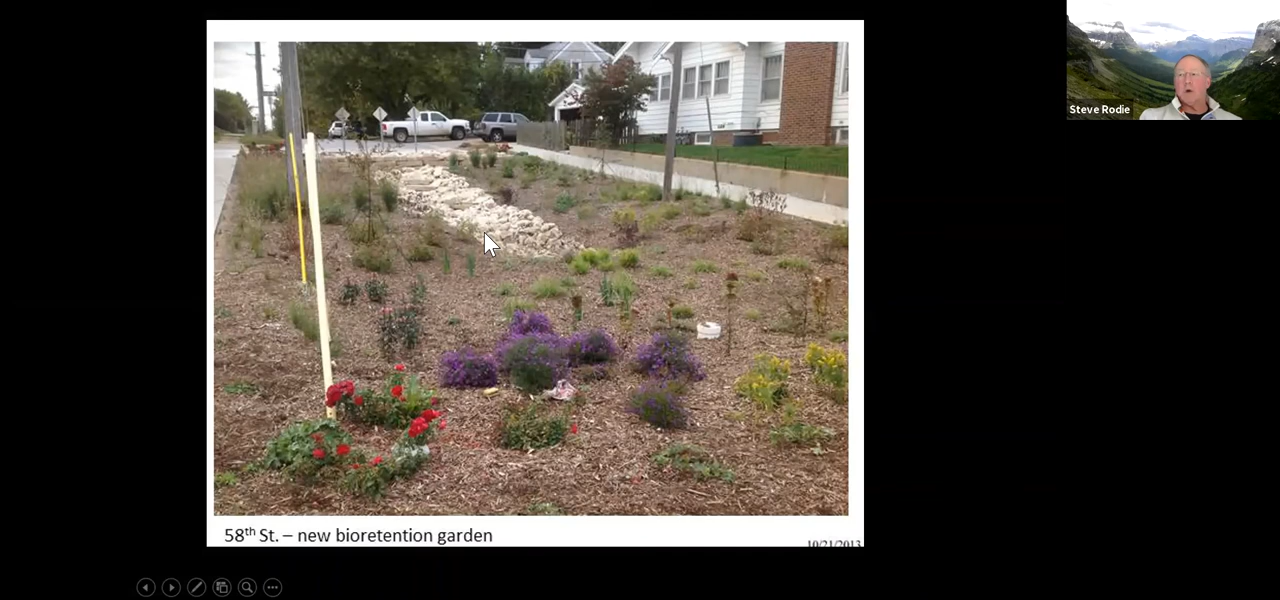 Steve Rodie
58th St. – new bioretention garden
10/21/2013